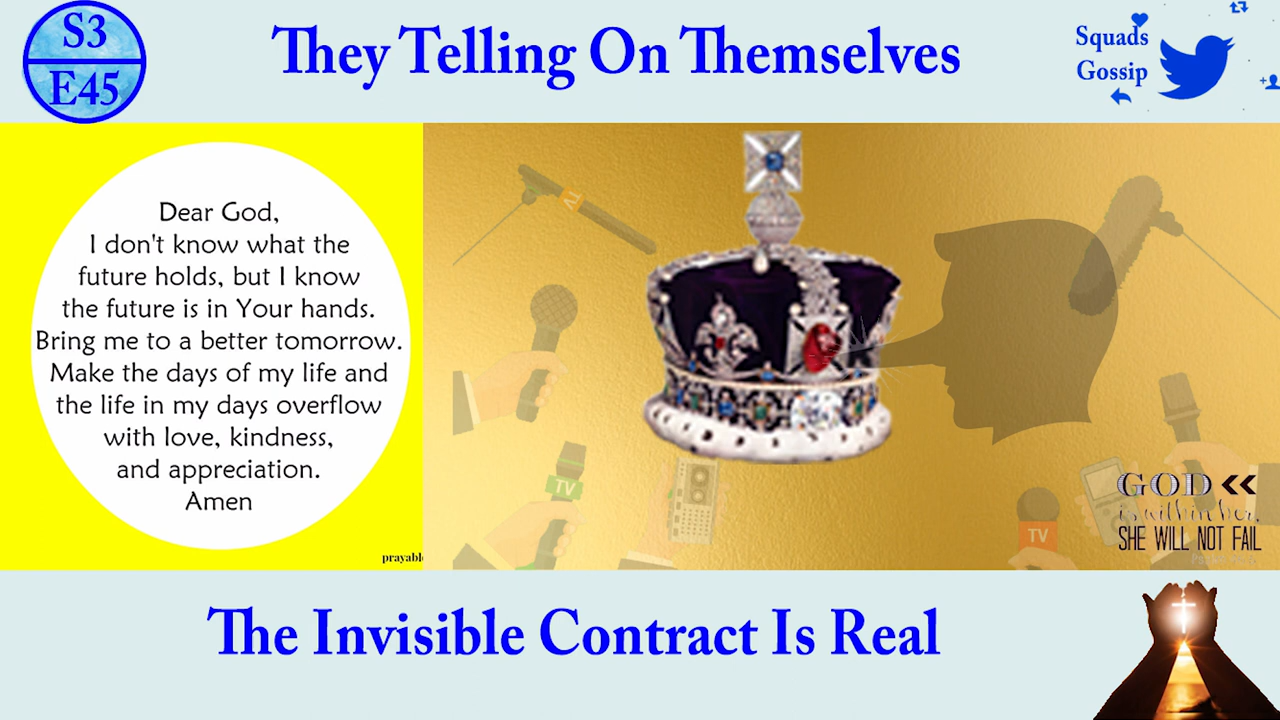 S3
E45
They Telling On Themselves
Squads
Gossip
Dear God,
I don't know what the
future holds, but I know
the future is in Your hands.
Bring me to a better tomorrow.
Make the days of my life and
the life in my days overflow
with love, kindness,
and appreciation.
Amen
prayabl
TV
TV
TV
GOD
is within her,
SHE WILL NOT FAIL
The Invisible Contract Is Real